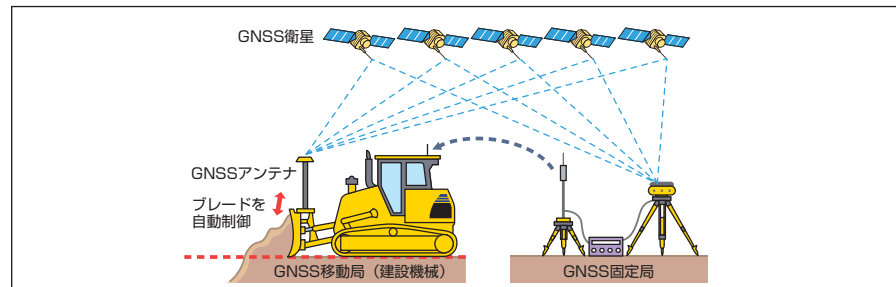 GNSS衛星
GNSSアンテナ
ブレードを
自動制御
GNSS移動局（建設機械）
GNSS固定局